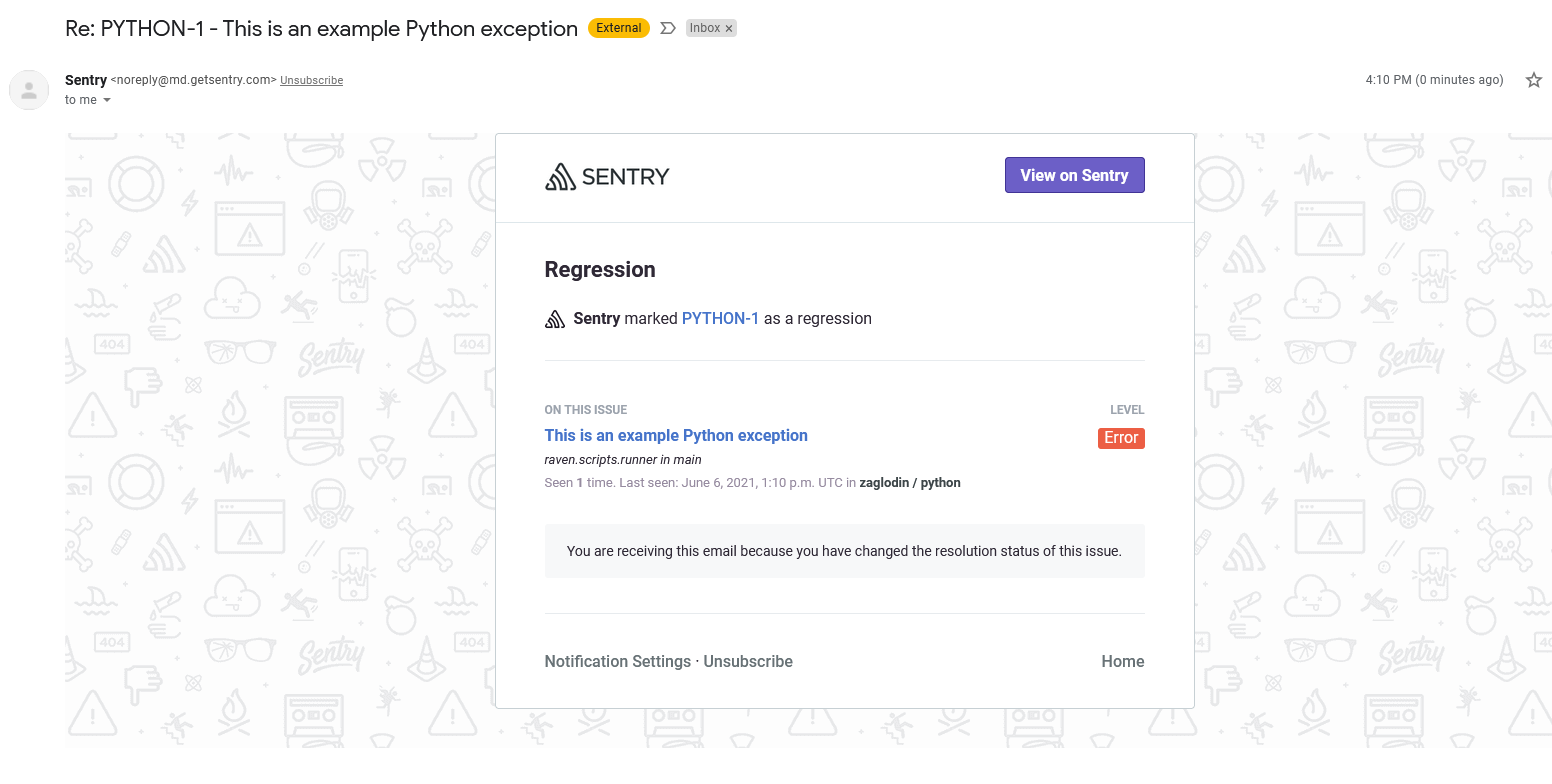 Re: PYTHON-1 - This is an example Python exception External Inbox ×
Sentry <noreply@md.getsentry.com> Unsubscribe 4:10 PM (0 minutes ago)
to me
SENTRY View on Sentry
Regression
Sentry marked PYTHON-1 as a regression
ON THIS ISSUE LEVEL
This is an example Python exception Error
raven.scripts.runner in main
Seen 1 time. Last seen: June 6, 2021, 1:10 p.m. UTC in zaglodin / python
You are receiving this email because you have changed the resolution status of this issue.
Notification Settings · Unsubscribe Home
404
Sentry
404
Sentry
404
404
Sentry
404
Sentry
404